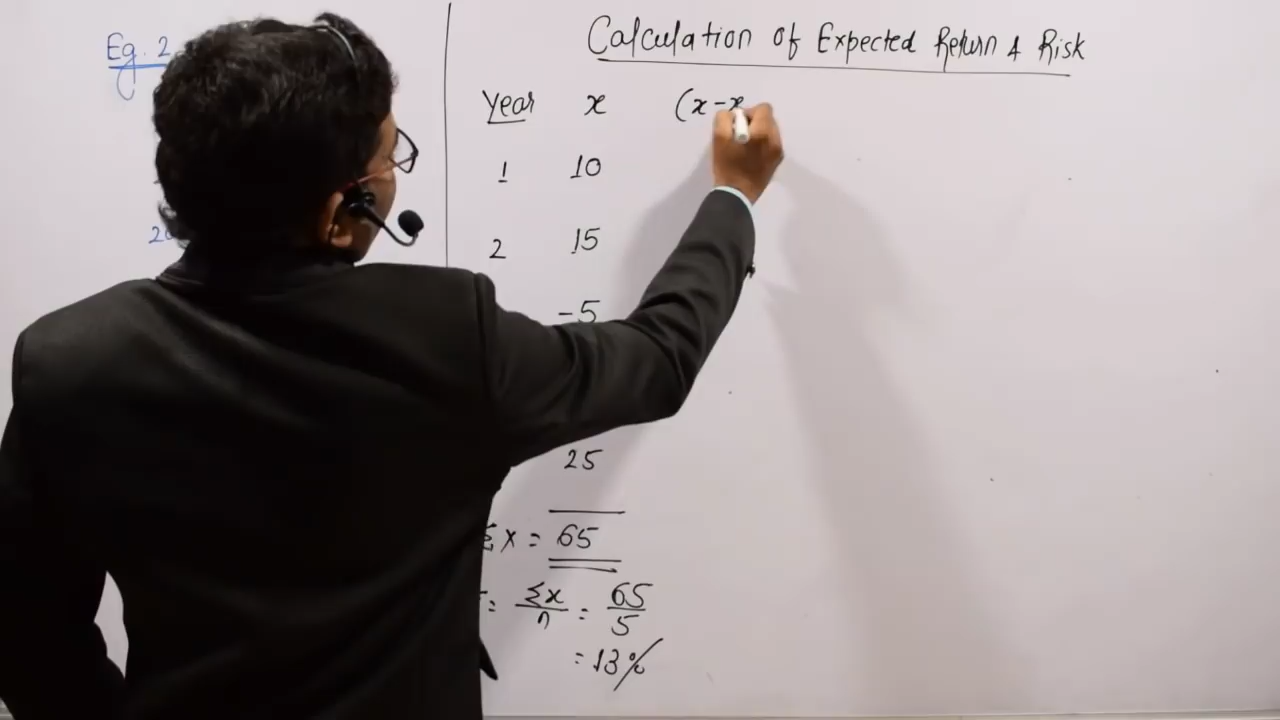 Eg. 2
Calculation of Expected Return & Risk
Year x (x-x
1 10
2 15
-5
25
Σx = 65
= Σx/n = 65/5
= 13%